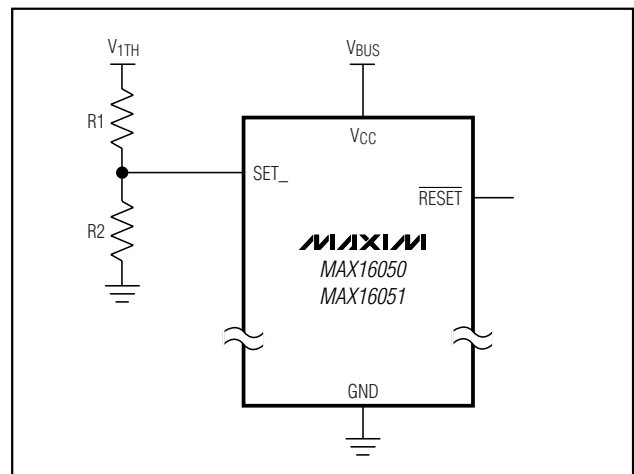 V1TH
VBUS
R1
VCC
SET_
RESET
R2
MAXIM
MAX16050
MAX16051
GND